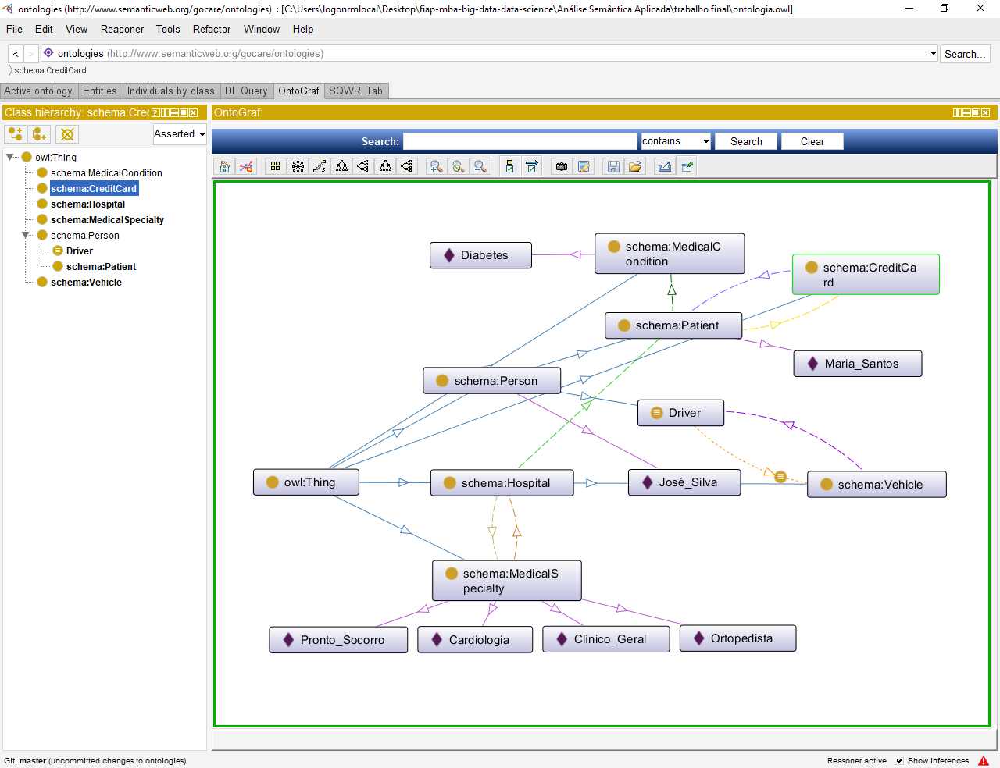 ontologies (http://www.semanticweb.org/gocare/ontologies) : [C:\Users\logonrmlocal\Desktop\fiap-mba-big-data-data-science\Análise Semântica Aplicada\trabalho final\ontologia.owl]
File Edit View Reasoner Tools Refactor Window Help
< > ontologies (http://www.semanticweb.org/gocare/ontologies) Search...
schema:CreditCard
Active ontology Entities Individuals by class DL Query OntoGraf SQWRLTab
Class hierarchy: schema:Cre
OntoGraf:
Asserted
Search: contains Search Clear
owl:Thing
schema:MedicalCondition
schema:CreditCard
schema:Hospital
schema:MedicalSpecialty
schema:Person
Driver
schema:Patient
schema:Vehicle
Diabetes
schema:MedicalC
ondition
schema:CreditCa
rd
schema:Patient
Maria_Santos
schema:Person
Driver
owl:Thing
schema:Hospital
José_Silva
schema:Vehicle
schema:MedicalS
pecialty
Pronto_Socorro
Cardiologia
Clínico_Geral
Ortopedista
Git: master (uncommitted changes to ontologies)
Reasoner active Show Inferences